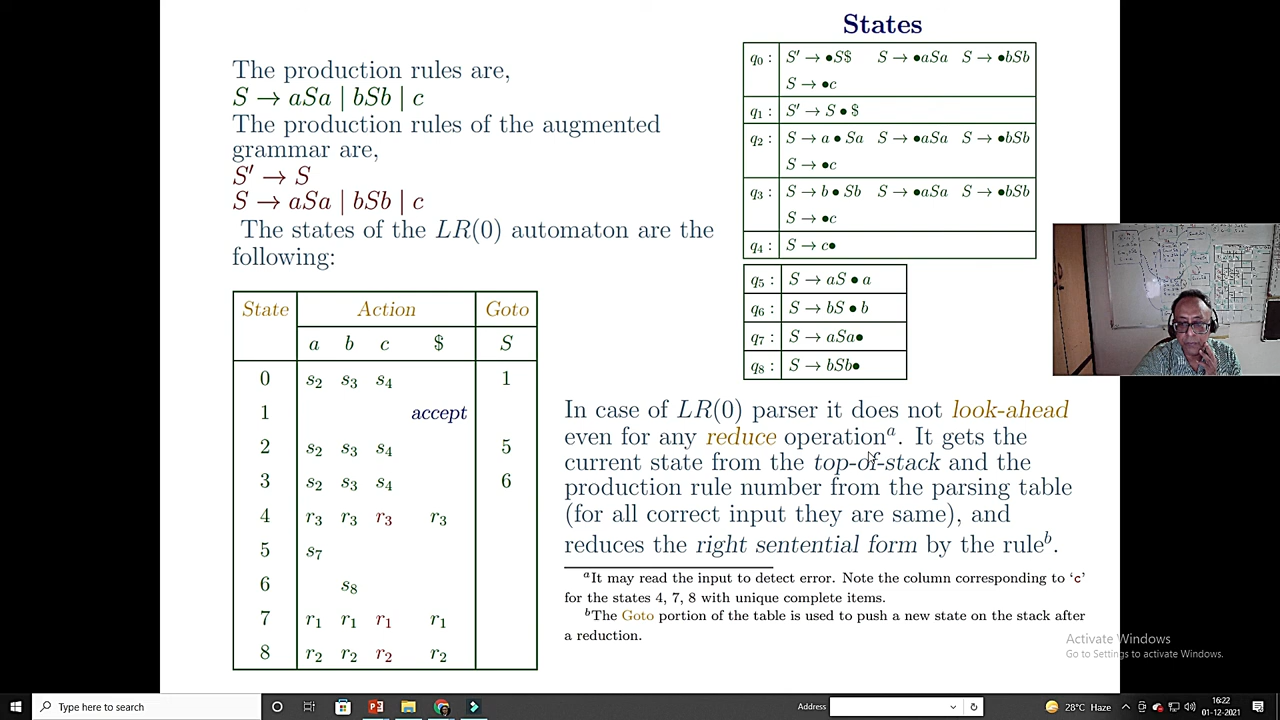 States
The production rules are,
S → aSa | bSb | c
The production rules of the augmented
grammar are,
S′ → S
S → aSa | bSb | c
The states of the LR(0) automaton are the
following:
q0 : S′ → •S$ S → •aSa S → •bSb
S → •c
q1 : S′ → S • $
q2 : S → a • Sa S → •aSa S → •bSb
S → •c
q3 : S → b • Sb S → •aSa S → •bSb
S → •c
q4 : S → c•
q5 : S → aS • a
q6 : S → bS • b
q7 : S → aSa•
q8 : S → bSb•
State Action Goto
a b c $ S
0 s2 s3 s4 1
1 accept
2 s2 s3 s4 5
3 s2 s3 s4 6
4 r3 r3 r3 r3
5 s7
6 s8
7 r1 r1 r1 r1
8 r2 r2 r2 r2
In case of LR(0) parser it does not look-ahead
even for any reduce operationᵃ. It gets the
current state from the top-of-stack and the
production rule number from the parsing table
(for all correct input they are same), and
reduces the right sentential form by the ruleᵇ.
ᵃIt may read the input to detect error. Note the column corresponding to ‘c’
for the states 4, 7, 8 with unique complete items.
ᵇThe Goto portion of the table is used to push a new state on the stack after
a reduction.
Activate Windows
Go to Settings to activate Windows.
Type here to search
Address
28°C Haze
16:22
01-12-2021